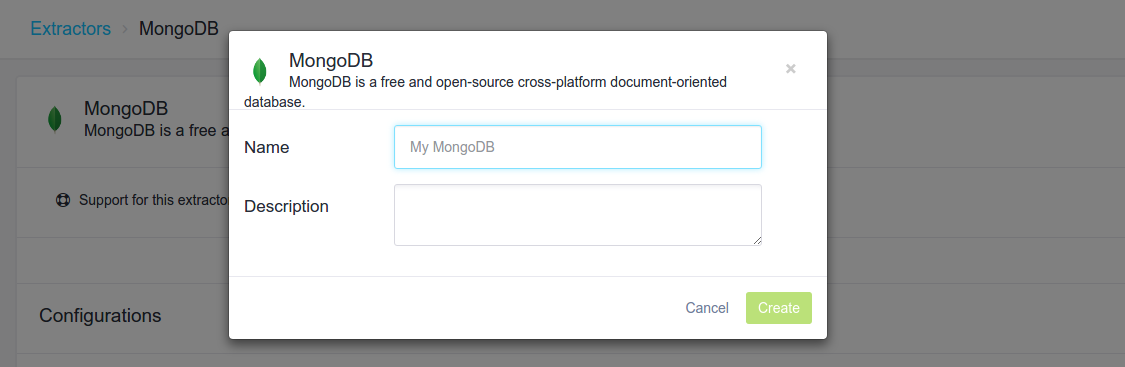 Extractors › MongoDB
MongoDB
MongoDB is a free and open-source cross-platform document-oriented
database.
×
MongoDB
MongoDB is a free a
Name
My MongoDB
Support for this extracto
Description
Configurations
Cancel
Create